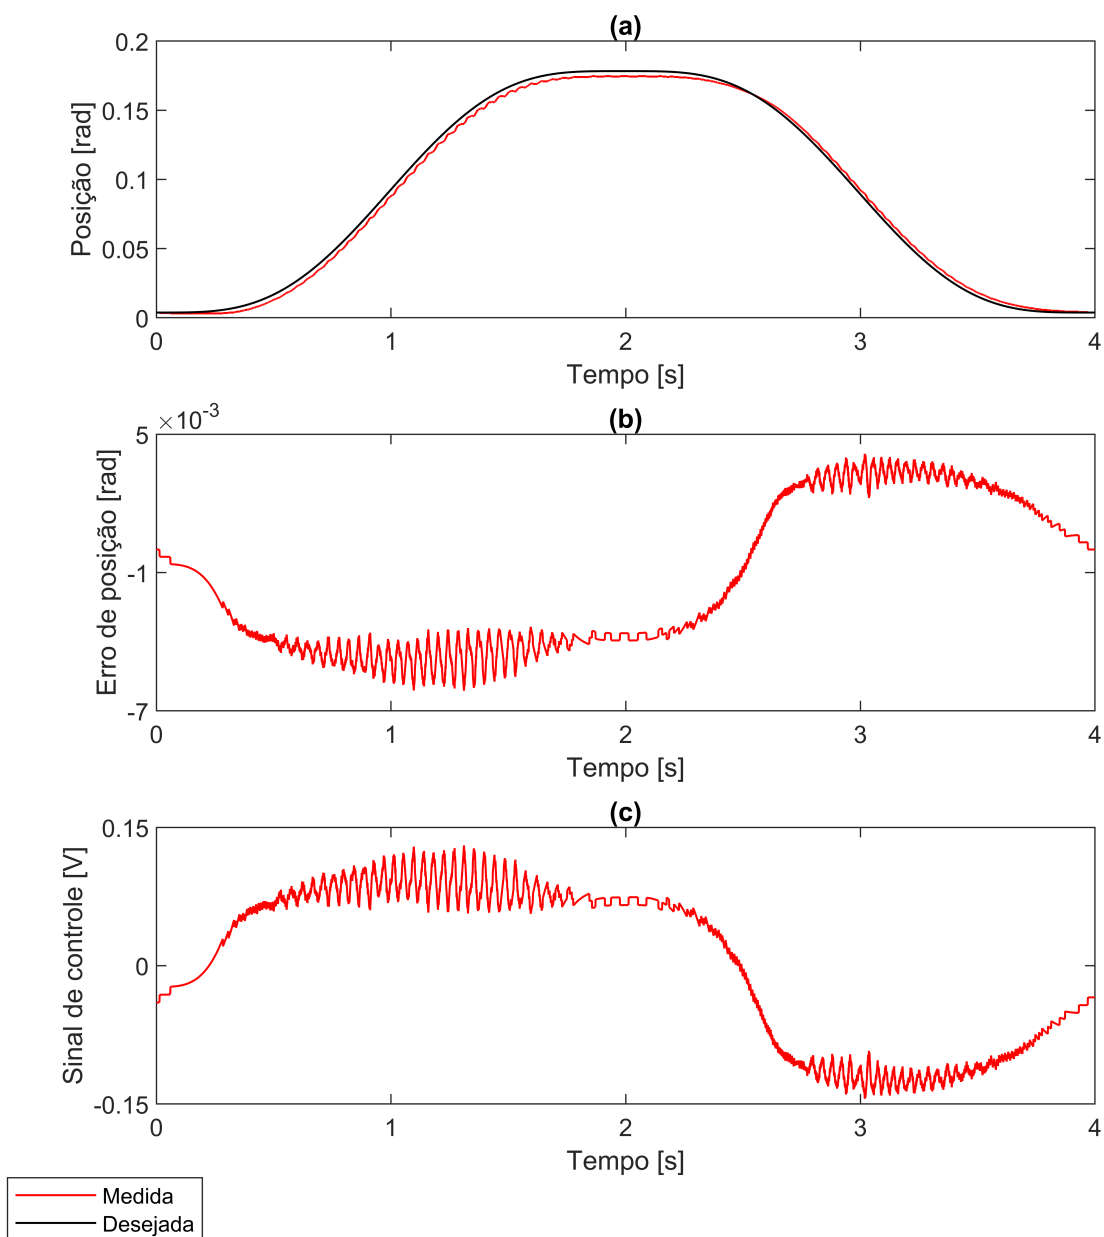 (a)
0.2
0.15
0.1
0.05
0
Posição [rad]
0 1 2 3 4
Tempo [s]
(b)
×10-3
5
-1
-7
Erro de posição [rad]
0 1 2 3 4
Tempo [s]
(c)
0.15
0
-0.15
Sinal de controle [V]
0 1 2 3 4
Tempo [s]
Medida
Desejada